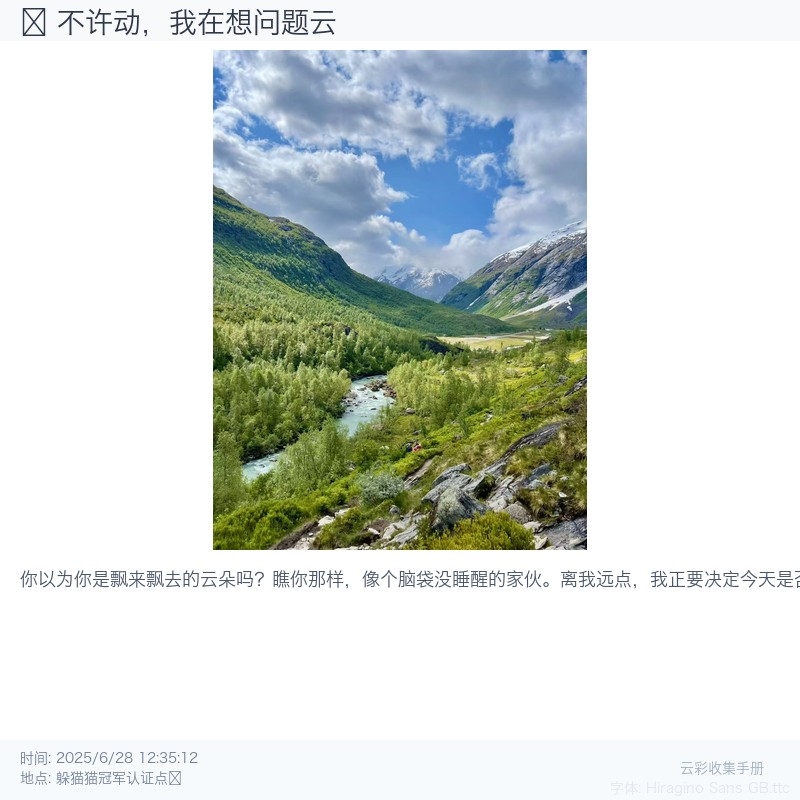 不许动，我在想问题云
你以为你是飘来飘去的云朵吗？瞧你那样，像个脑袋没睡醒的家伙。离我远点，我正要决定今天是
时间: 2025/6/28 12:35:12
地点: 躲猫猫冠军认证点
云彩收集手册
字体: Hiragino Sans GB.ttc